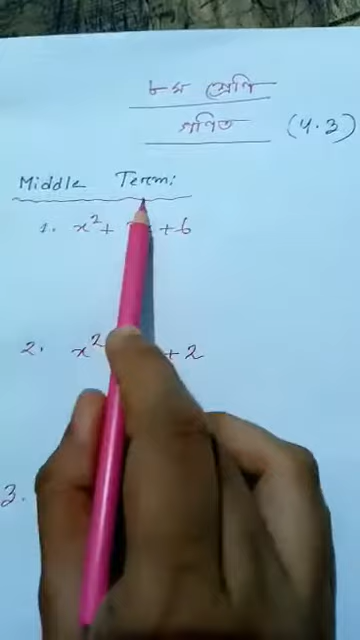 ৮ম শ্রেণি
গণিত (4.3)
Middle Term:
1. x² + +6
2. x² + 2
3.